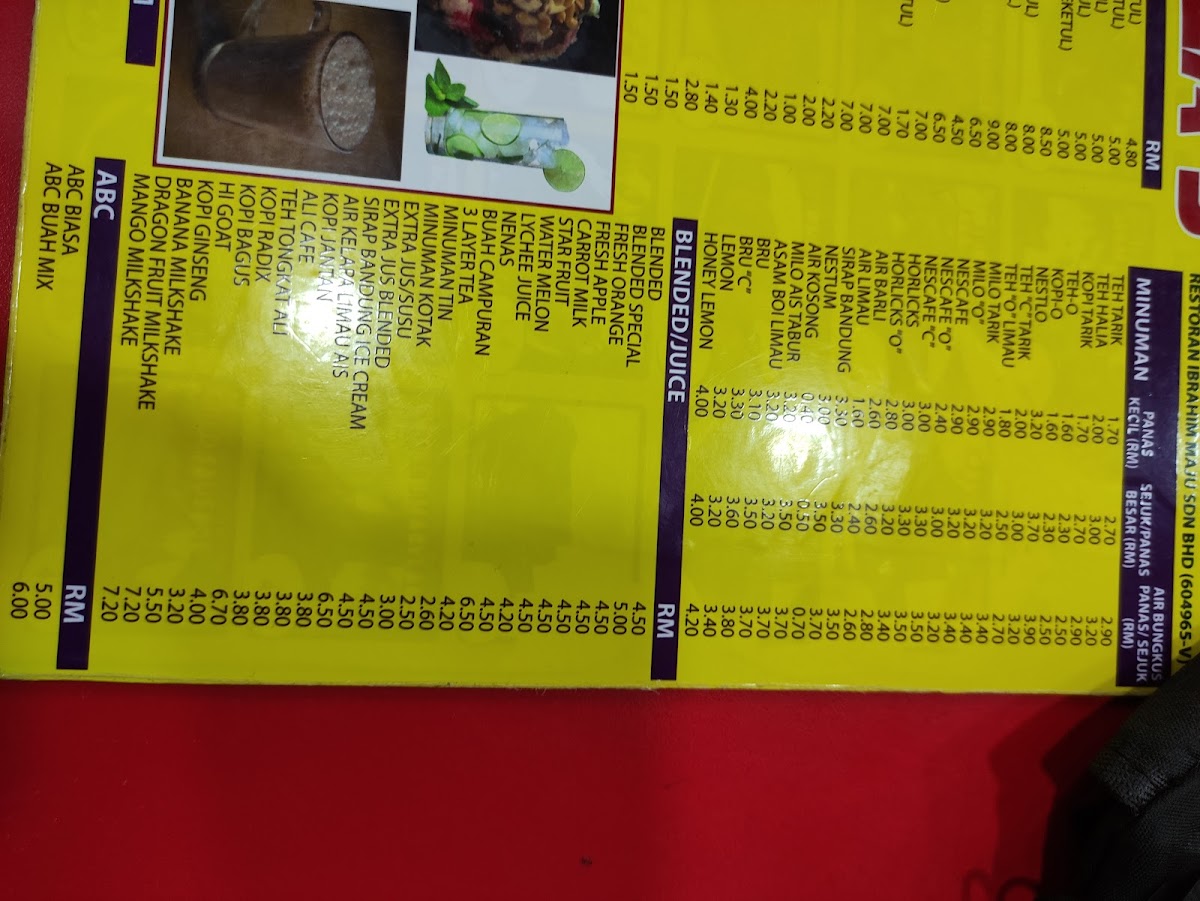 RM
4.80
5.00
5.00
5.00
5.00
8.50
8.00
8.00
9.00
6.50
4.50
6.50
7.00
1.70
7.00
7.00
7.00
2.20
2.00
1.00
2.20
4.00
1.30
1.40
2.80
1.50
1.50
1.50
RESTORAN IBRAHIM MAJU SDN BHD (604965-V)
MINUMAN PANAS KECIL (RM) SEJUK/PANAS BESAR (RM) AIR BUNGKUS PANAS/ SEJUK (RM)
TEH TARIK 1.70 2.70 2.90
TEH HALIA 2.00 3.00 3.20
KOPI TARIK 1.70 2.70 2.90
TEH-O 1.60 2.30 2.50
KOPI-O 1.60 2.30 2.50
NESTLO 3.20 3.70 3.90
TEH "C" TARIK 2.00 3.00 3.20
TEH "O" LIMAU 1.80 2.50 2.70
MILO TARIK 2.90 3.20 3.40
MILO "O" 2.90 3.20 3.40
NESCAFE 2.90 3.20 3.40
NESCAFE "O" 2.40 3.00 3.20
NESCAFE "C" 3.00 3.30 3.50
HORLICKS 3.00 3.30 3.50
HORLICKS "O" 2.80 3.20 3.40
AIR BARLI 2.60 2.60 2.80
AIR LIMAU 1.60 2.40 2.60
SIRAP BANDUNG 3.30 3.30 3.50
NESTUM 3.00 3.50 3.70
AIR KOSONG 0.40 0.50 0.70
MILO AIS TABUR 3.20 3.50 3.70
ASAM BOI LIMAU 3.20 3.20 3.70
BRU 3.10 3.50 3.70
BRU "C" 3.30 3.60 3.80
LEMON 3.20 3.20 3.40
HONEY LEMON 4.00 4.00 4.20
BLENDED/JUICE RM
BLENDED 4.50
BLENDED SPECIAL 5.00
FRESH ORANGE 4.50
FRESH APPLE 4.50
CARROT MILK 4.50
STAR FRUIT 4.50
WATER MELON 4.50
LYCHEE JUICE 4.20
NENAS 4.50
BUAH CAMPURAN 6.50
3 LAYER TEA 4.20
MINUMAN TIN 2.60
MINUMAN KOTAK 2.50
EXTRA JUS/SUSU 3.00
EXTRA JUS BLENDED 4.50
SIRAP BANDUNG ICE CREAM 4.50
AIR KELAPA LIMAU AIS 6.50
KOPI JANTAN 3.80
ALI CAFE 3.80
TEH TONGKAT ALI 3.80
KOPI RADIX 3.80
KOPI BAGUS 6.70
HI GOAT 4.00
KOPI GINSENG 3.20
BANANA MILKSHAKE 5.50
DRAGON FRUIT MILKSHAKE 7.20
MANGO MILKSHAKE 7.20
ABC RM
ABC BIASA 5.00
ABC BUAH MIX 6.00